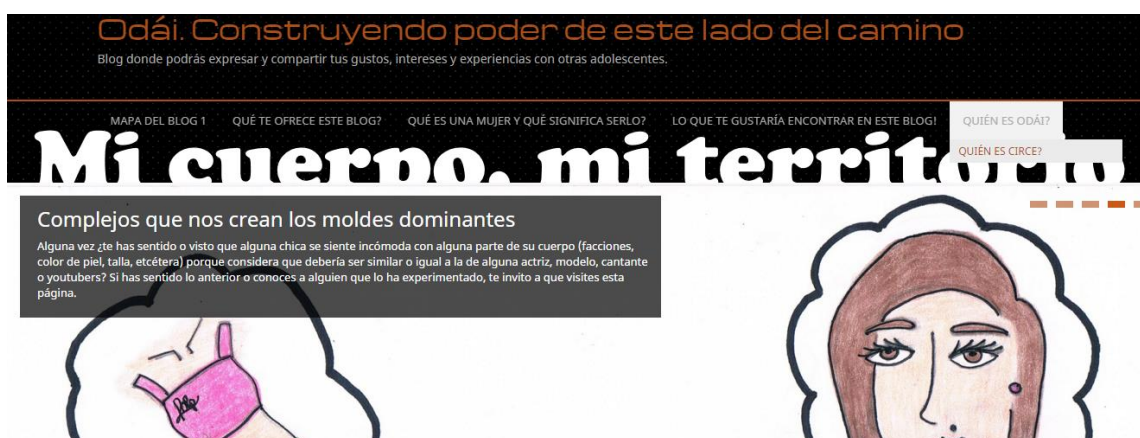 Odái. Construyendo poder de este lado del camino
Blog donde podrás expresar y compartir tus gustos, intereses y experiencias con otras adolescentes.
MAPA DEL BLOG 1 QUÉ TE OFRECE ESTE BLOG? QUÉ ES UNA MUJER Y QUÉ SIGNIFICA SERLO? LO QUE TE GUSTARÍA ENCONTRAR EN ESTE BLOG! QUIÉN ES ODÁI?
QUIÉN ES CIRCE?
Mi cuerpo, mi territorio
Complejos que nos crean los moldes dominantes
Alguna vez ¿te has sentido o visto que alguna chica se siente incómoda con alguna parte de su cuerpo (facciones,
color de piel, talla, etcétera) porque considera que debería ser similar o igual a la de alguna actriz, modelo, cantante
o youtubers? Si has sentido lo anterior o conoces a alguien que lo ha experimentado, te invito a que visites esta
página.